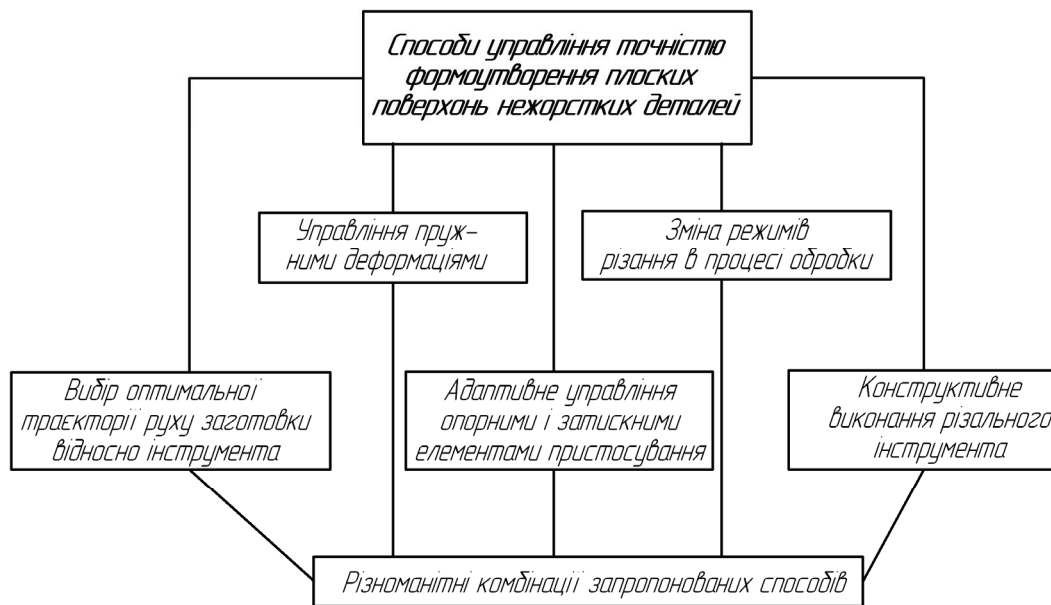 Способи управління точністю
формоутворення плоских
поверхонь нежорстких деталей
Управління пруж-
ними деформаціями
Зміна режимів
різання в процесі обробки
Вибір оптимальної
траєкторії руху заготовки
відносно інструмента
Адаптивне управління
опорними і затискними
елементами пристосування
Конструктивне
виконання різального
інструмента
Різноманітні комбінації запропонованих способів